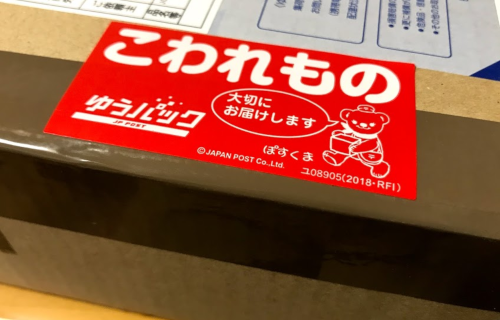 こわれもの
ゆうパック
JP POST
大切に
お届けします
ぽすくま
©JAPAN POST Co.,Ltd.
ユ08905(2018・RFI)